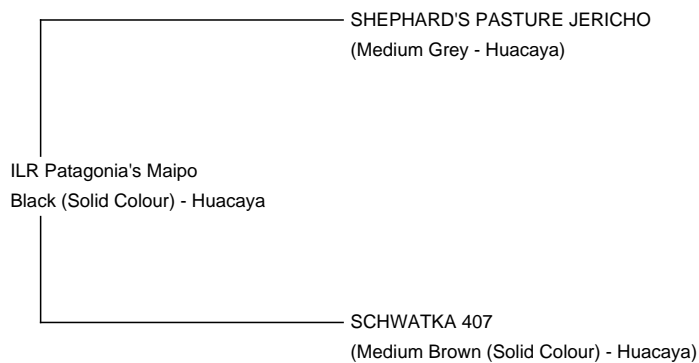 SHEPHARD'S PASTURE JERICHO
(Medium Grey - Huacaya)
ILR Patagonia's Maipo
Black (Solid Colour) - Huacaya
SCHWATKA 407
(Medium Brown (Solid Colour) - Huacaya)